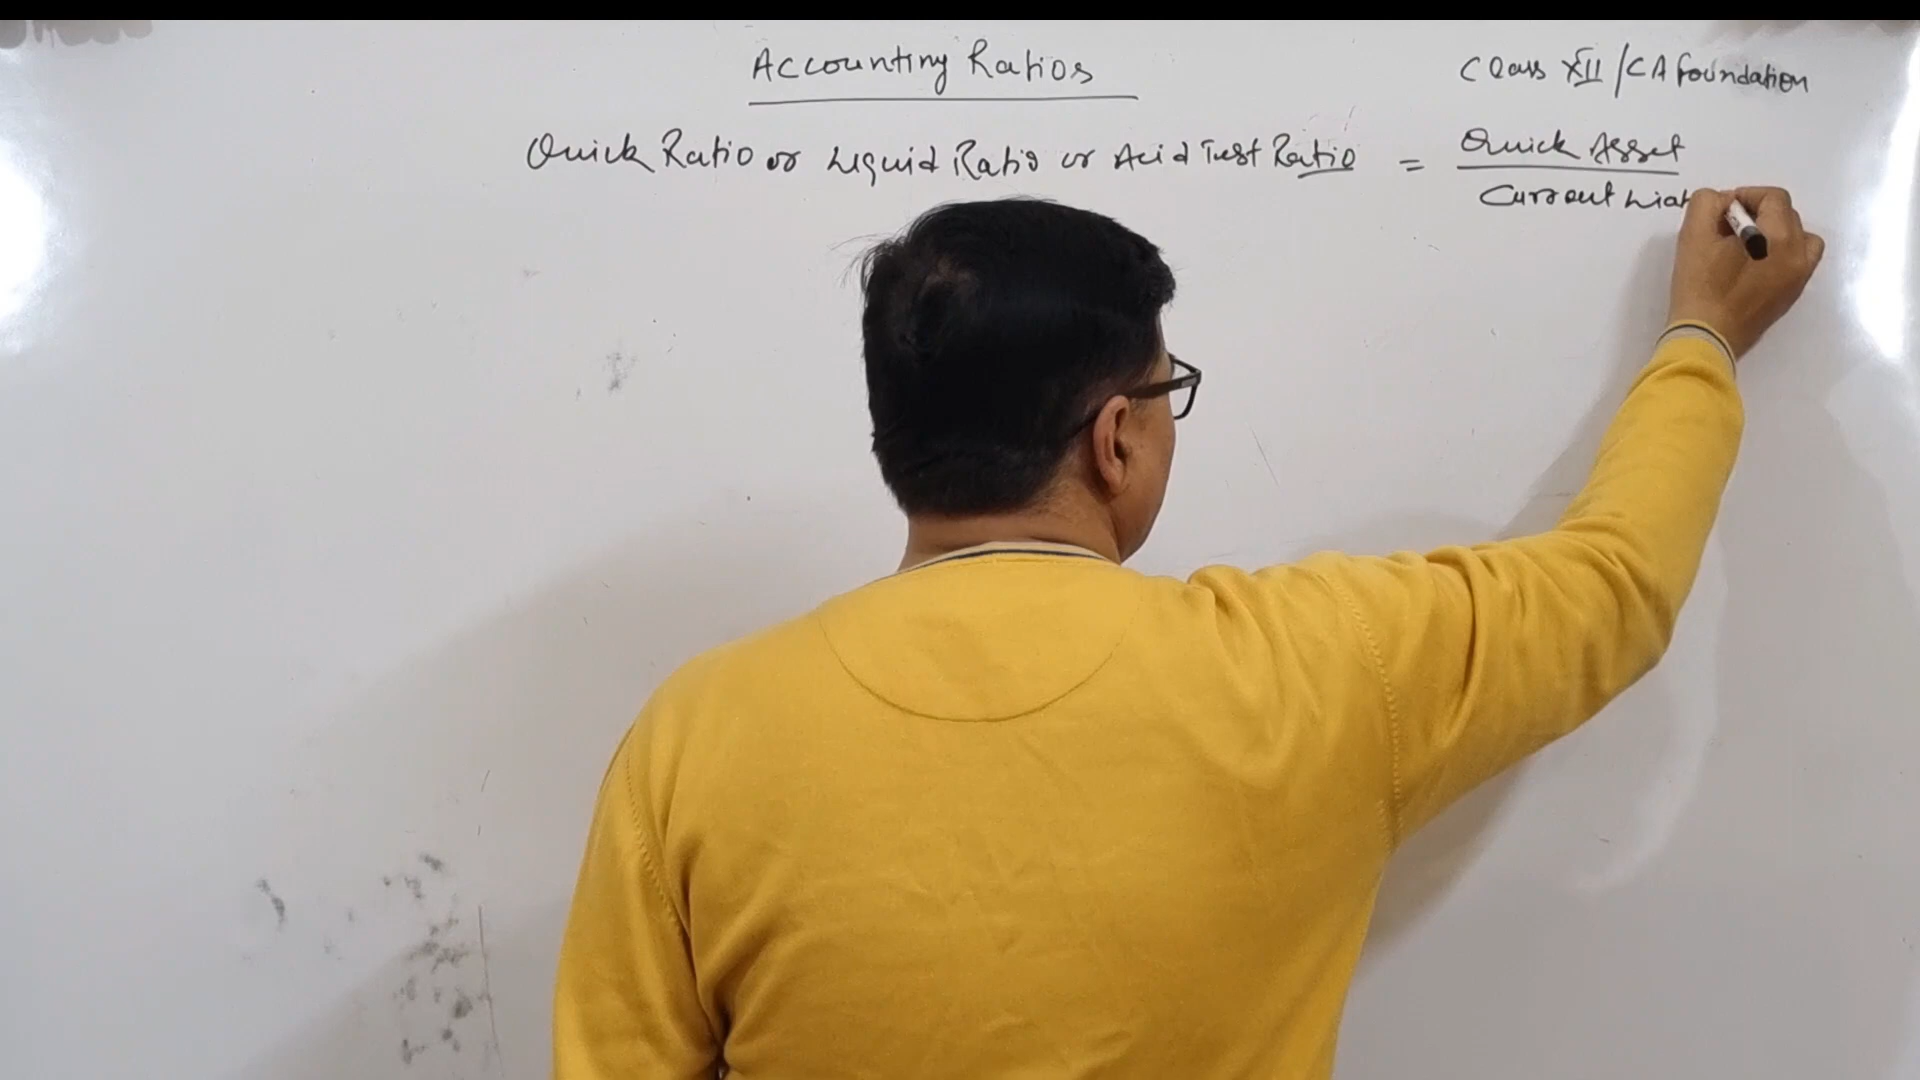 Accounting Ratios
Class XII / CA Foundation
Quick Ratio or Liquid Ratio or Acid Test Ratio = Quick Asset
Current Liab